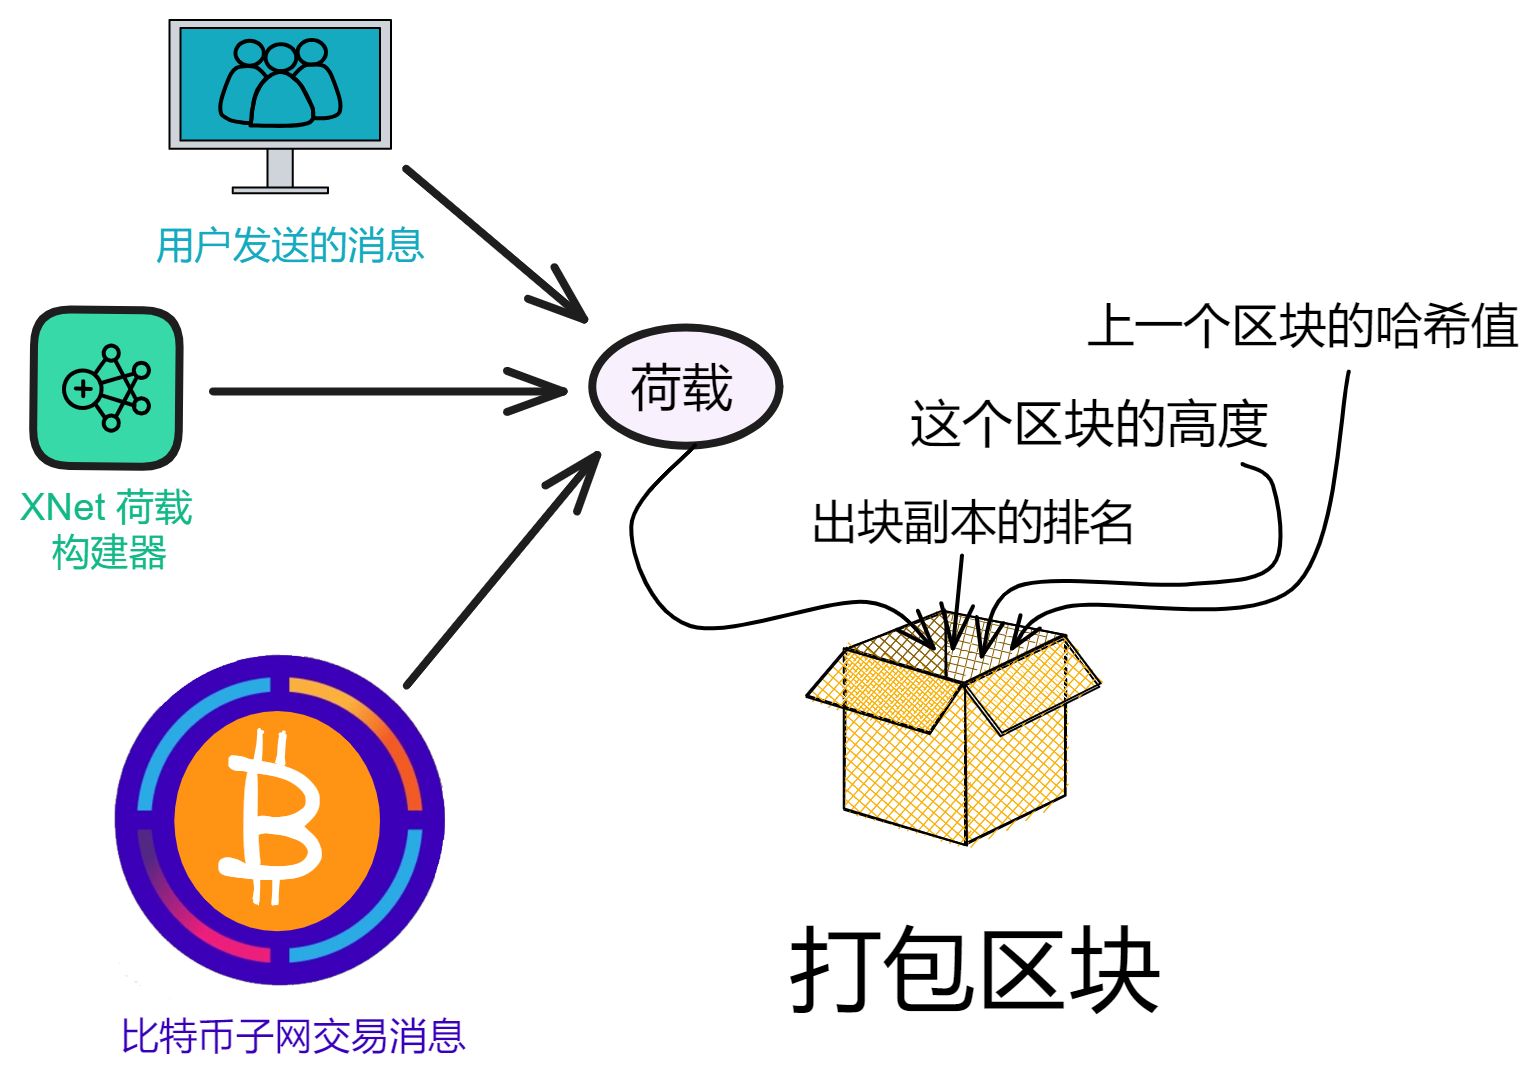 用户发送的消息
XNet 荷载
构建器
比特币子网交易消息
荷载
上一个区块的哈希值
这个区块的高度
出块副本的排名
打包区块